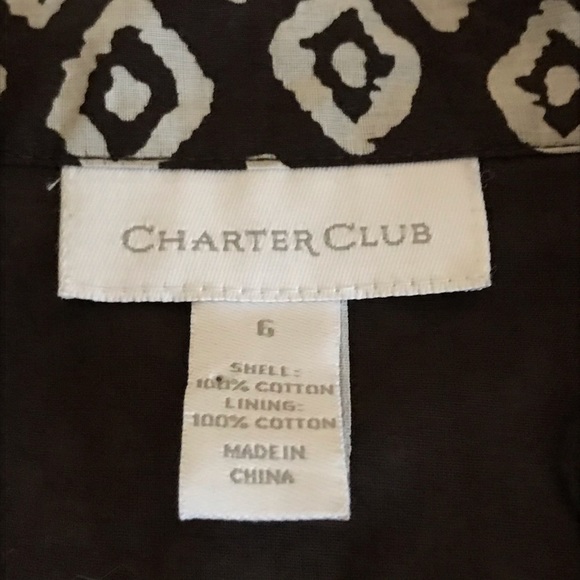 CHARTER CLUB
6
SHELL:
100% COTTON
LINING:
100% COTTON
MADE IN
CHINA